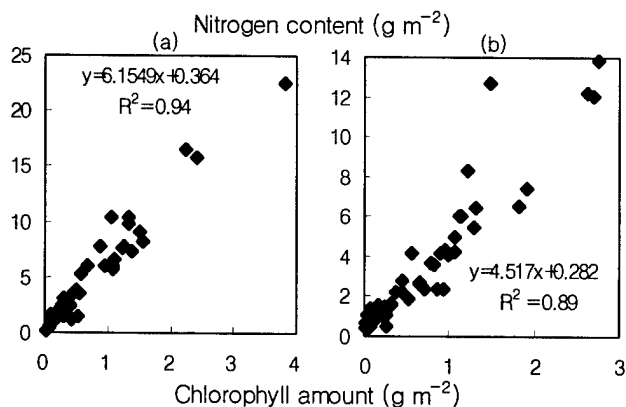 Nitrogen content (g m⁻²)
(a)
(b)
25
20
15
10
5
0
y=6.1549x+0.364
R²=0.94
0 1 2 3 4
14
12
10
8
6
4
2
0
y=4.517x+0.282
R²=0.89
0 1 2 3
Chlorophyll amount (g m⁻²)